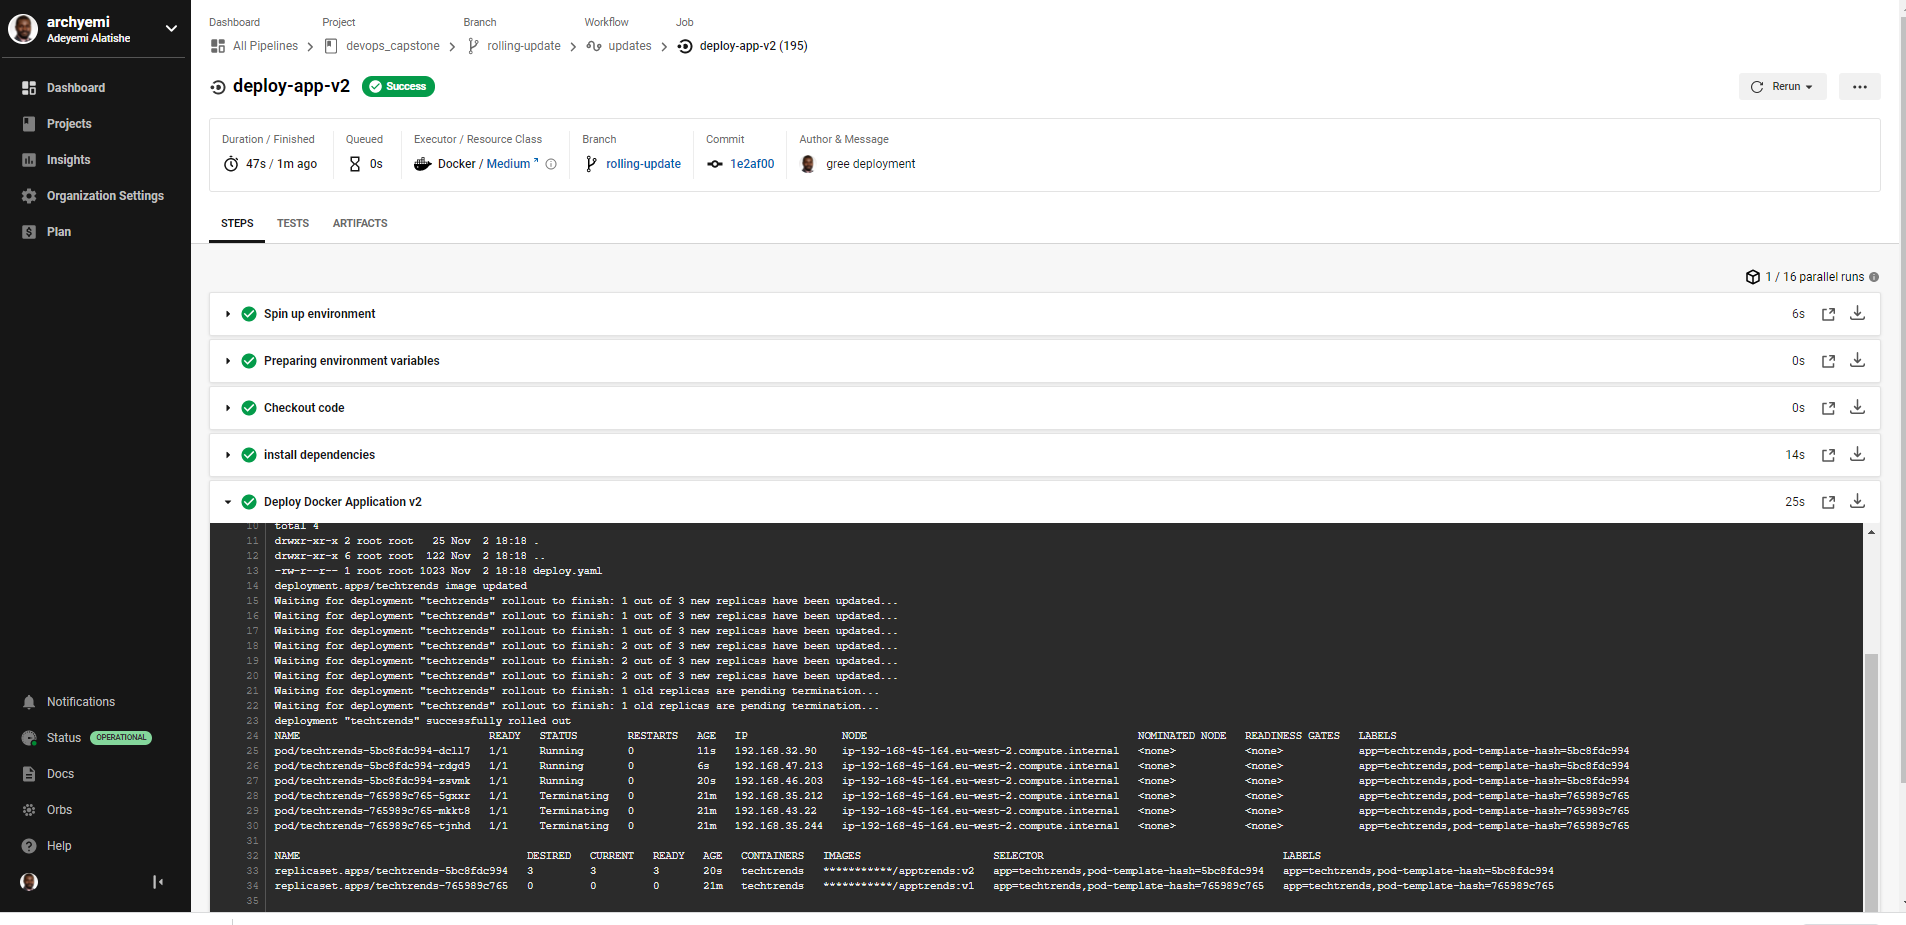 archyemi
Adeyemi Alatishe
Dashboard
Projects
Insights
Organization Settings
Plan
Notifications
Status OPERATIONAL
Docs
Orbs
Help
Dashboard Project Branch Workflow Job
All Pipelines devops_capstone rolling-update updates deploy-app-v2 (195)
deploy-app-v2 Success
Rerun
Duration / Finished Queued Executor / Resource Class Branch Commit Author & Message
47s / 1m ago 0s Docker / Medium rolling-update 1e2af00 gree deployment
STEPS TESTS ARTIFACTS
1 / 16 parallel runs
Spin up environment 6s
Preparing environment variables 0s
Checkout code 0s
install dependencies 14s
Deploy Docker Application v2 25s
10 total 4
11 drwxr-xr-x 2 root root 25 Nov 2 18:18 .
12 drwxr-xr-x 6 root root 122 Nov 2 18:18 ..
13 -rw-r--r-- 1 root root 1023 Nov 2 18:18 deploy.yaml
14 deployment.apps/techtrends image updated
15 Waiting for deployment "techtrends" rollout to finish: 1 out of 3 new replicas have been updated...
16 Waiting for deployment "techtrends" rollout to finish: 1 out of 3 new replicas have been updated...
17 Waiting for deployment "techtrends" rollout to finish: 1 out of 3 new replicas have been updated...
18 Waiting for deployment "techtrends" rollout to finish: 2 out of 3 new replicas have been updated...
19 Waiting for deployment "techtrends" rollout to finish: 2 out of 3 new replicas have been updated...
20 Waiting for deployment "techtrends" rollout to finish: 2 out of 3 new replicas have been updated...
21 Waiting for deployment "techtrends" rollout to finish: 1 old replicas are pending termination...
22 Waiting for deployment "techtrends" rollout to finish: 1 old replicas are pending termination...
23 deployment "techtrends" successfully rolled out
24 NAME READY STATUS RESTARTS AGE IP NODE NOMINATED NODE READINESS GATES LABELS
25 pod/techtrends-5bc8fdc994-dcll7 1/1 Running 0 11s 192.168.32.90 ip-192-168-45-164.eu-west-2.compute.internal <none> <none> app=techtrends,pod-template-hash=5bc8fdc994
26 pod/techtrends-5bc8fdc994-rdgd9 1/1 Running 0 6s 192.168.47.213 ip-192-168-45-164.eu-west-2.compute.internal <none> <none> app=techtrends,pod-template-hash=5bc8fdc994
27 pod/techtrends-5bc8fdc994-zsvmk 1/1 Running 0 20s 192.168.46.203 ip-192-168-45-164.eu-west-2.compute.internal <none> <none> app=techtrends,pod-template-hash=5bc8fdc994
28 pod/techtrends-765989c765-5gxxr 1/1 Terminating 0 21m 192.168.35.212 ip-192-168-45-164.eu-west-2.compute.internal <none> <none> app=techtrends,pod-template-hash=765989c765
29 pod/techtrends-765989c765-mkkt8 1/1 Terminating 0 21m 192.168.43.22 ip-192-168-45-164.eu-west-2.compute.internal <none> <none> app=techtrends,pod-template-hash=765989c765
30 pod/techtrends-765989c765-tjnhd 1/1 Terminating 0 21m 192.168.35.244 ip-192-168-45-164.eu-west-2.compute.internal <none> <none> app=techtrends,pod-template-hash=765989c765
31
32 NAME DESIRED CURRENT READY AGE CONTAINERS IMAGES SELECTOR LABELS
33 replicaset.apps/techtrends-5bc8fdc994 3 3 3 20s techtrends ***********/apptrends:v2 app=techtrends,pod-template-hash=5bc8fdc994 app=techtrends,pod-template-hash=5bc8fdc994
34 replicaset.apps/techtrends-765989c765 0 0 0 21m techtrends ***********/apptrends:v1 app=techtrends,pod-template-hash=765989c765 app=techtrends,pod-template-hash=765989c765
35